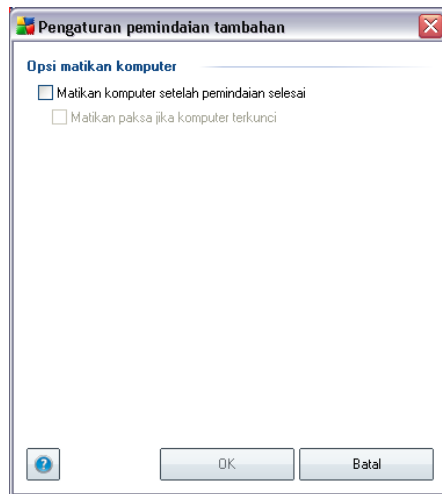 Pengaturan pemindaian tambahan
Opsi matikan komputer
Matikan komputer setelah pemindaian selesai
Matikan paksa jika komputer terkunci
OK
Batal